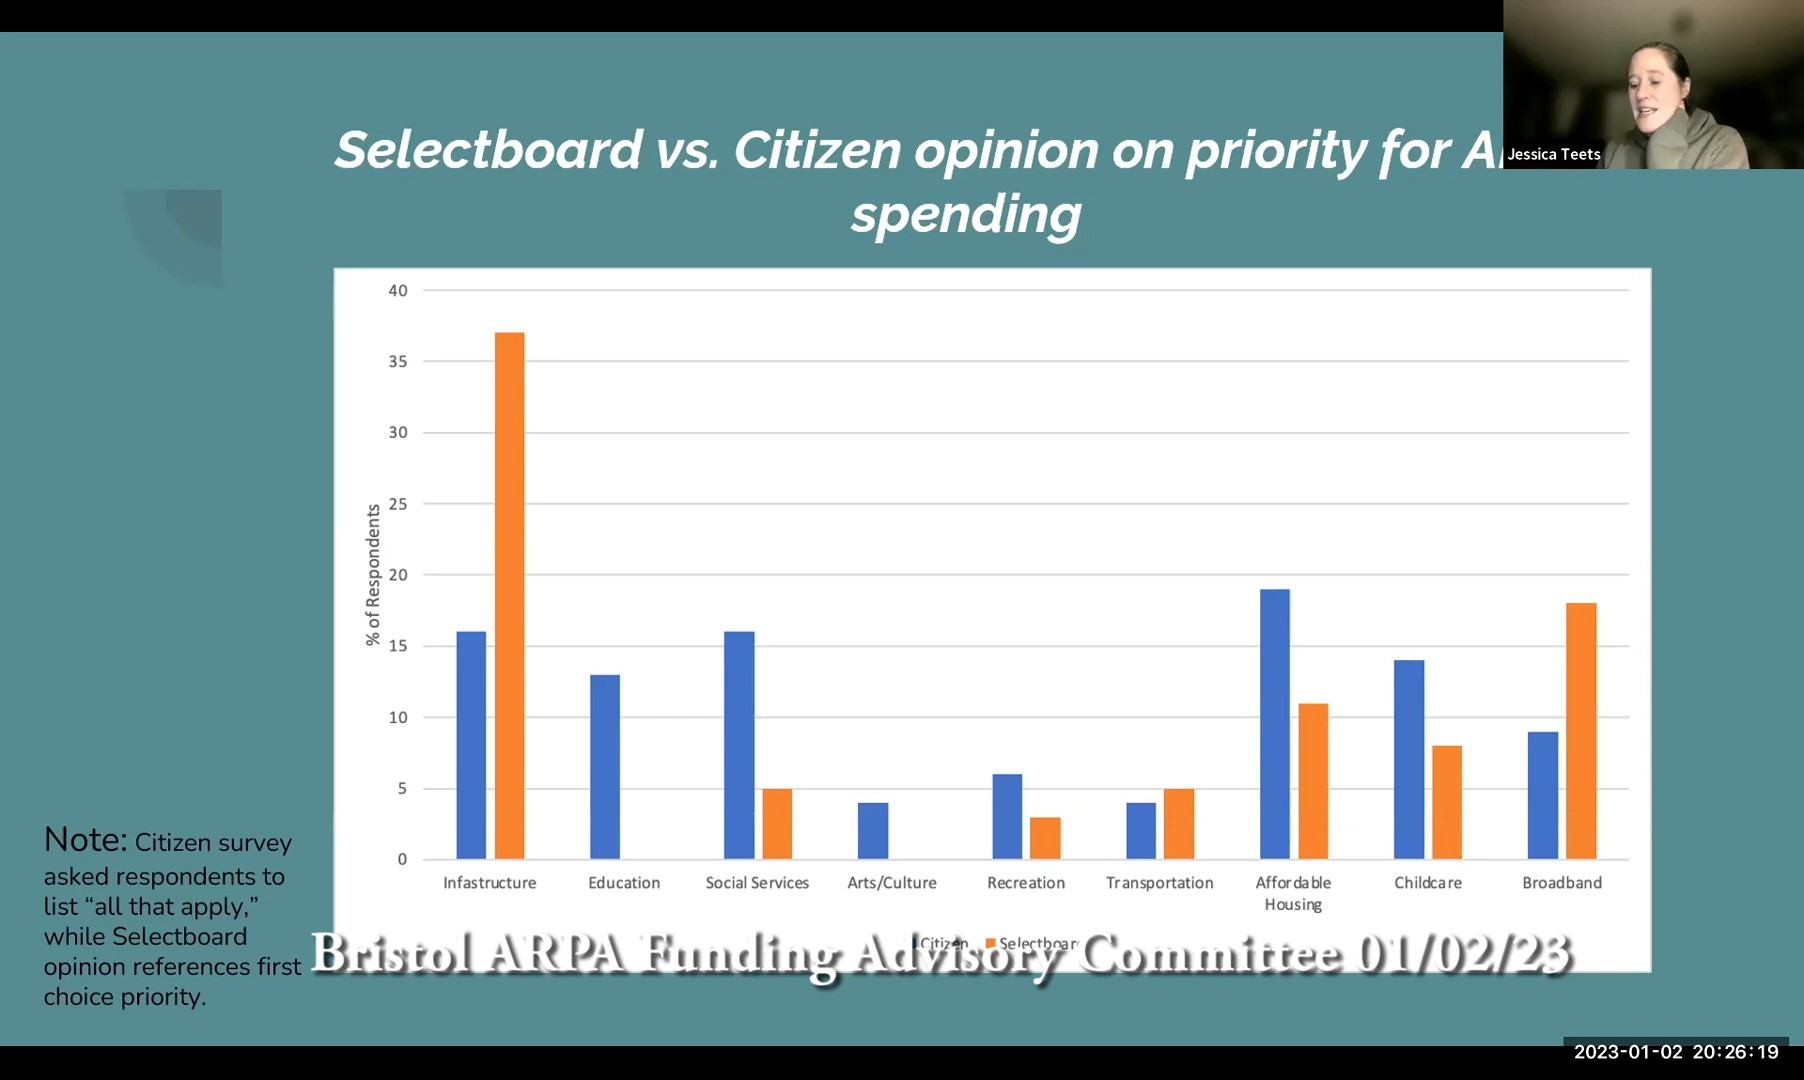 Selectboard vs. Citizen opinion on priority for
spending
Jessica Teets
40
35
30
25
20
15
10
5
0
% of Respondents
Infastructure
Education
Social Services
Arts/Culture
Recreation
Transportation
Affordable
Housing
Childcare
Broadband
Citizen
Selectboard
Note: Citizen survey
asked respondents to
list “all that apply,”
while Selectboard
opinion references first
choice priority.
Bristol ARPA Funding Advisory Committee 01/02/23
2023-01-02 20:26:19